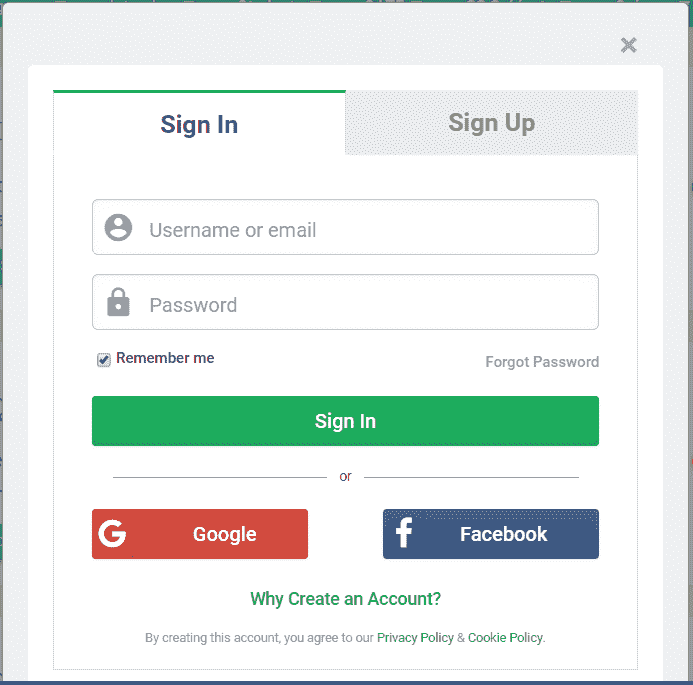 Sign In
Sign Up
Username or email
Password
Remember me
Forgot Password
Sign In
or
Google
Facebook
Why Create an Account?
By creating this account, you agree to our Privacy Policy & Cookie Policy.